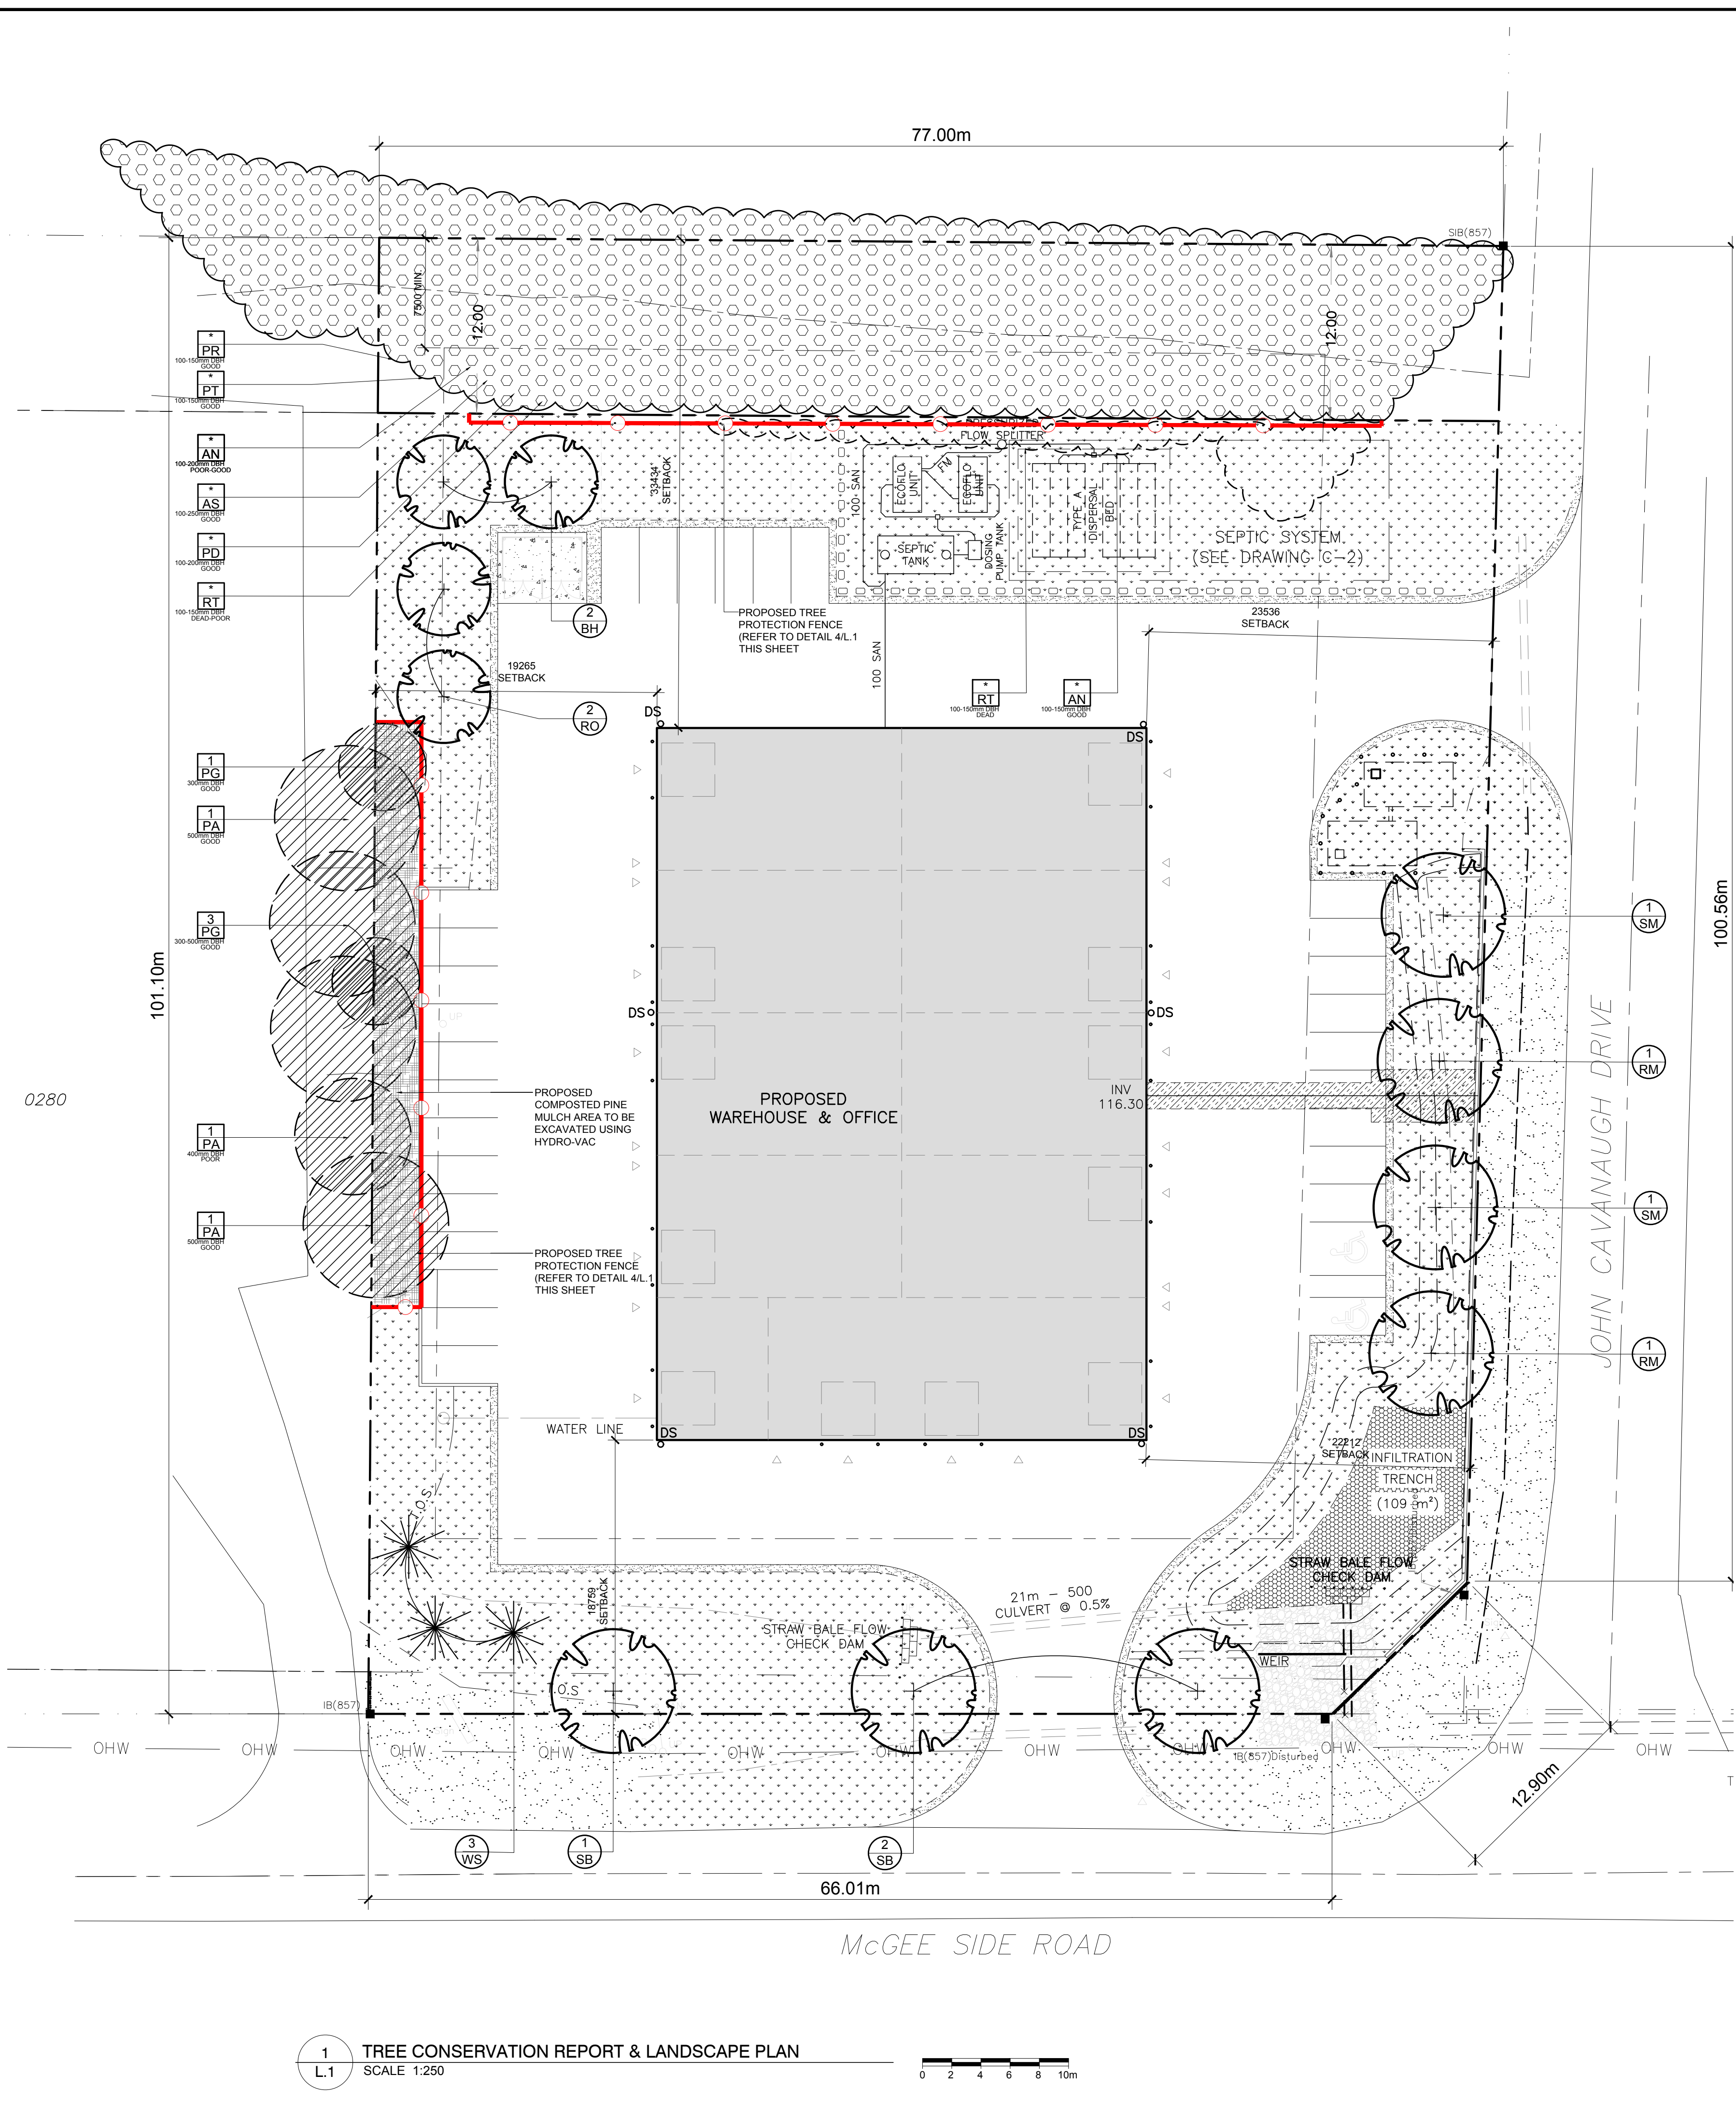 77.00m
SIB(857)
7500 MIN.
12.00
12.00
*
PR
100-150mm DBH
GOOD
*
PT
100-150mm DBH
GOOD
*
AN
100-200mm DBH
POOR-GOOD
*
AS
100-250mm DBH
GOOD
*
PD
100-200mm DBH
GOOD
*
RT
100-150mm DBH
DEAD-POOR
33434
SETBACK
100 SAN
FLOW SPLITTER
ECOFLO
UNIT
FM
ECOFLO
UNIT
TYPE A
DISPERSAL
BED
SEPTIC
TANK
DOSING
PUMP TANK
SEPTIC SYSTEM
(SEE DRAWING C-2)
2
BH
PROPOSED TREE
PROTECTION FENCE
(REFER TO DETAIL 4/L.1
THIS SHEET
23536
SETBACK
19265
SETBACK
100 SAN
2
RO
*
RT
100-150mm DBH
DEAD
*
AN
100-150mm DBH
GOOD
DS
DS
1
PG
300mm DBH
GOOD
1
PA
500mm DBH
GOOD
3
PG
300-500mm DBH
GOOD
1
SM
100.56m
101.10m
DS
DS
UP
JOHN CAVANAUGH DRIVE
1
RM
0280
PROPOSED
COMPOSTED PINE
MULCH AREA TO BE
EXCAVATED USING
HYDRO-VAC
PROPOSED
WAREHOUSE & OFFICE
INV
116.30
1
PA
400mm DBH
POOR
1
SM
1
PA
500mm DBH
GOOD
PROPOSED TREE
PROTECTION FENCE
(REFER TO DETAIL 4/L.1
THIS SHEET
1
RM
WATER LINE
DS
DS
22212
SETBACK
INFILTRATION
TRENCH
(109 m²)
T.O.S.
STRAW BALE FLOW
CHECK DAM
18759
SETBACK
21m - 500
CULVERT @ 0.5%
STRAW BALE FLOW
CHECK DAM
WEIR
T.O.S
IB(857)
IB(857)Disturbed
OHW OHW OHW OHW OHW OHW OHW OHW OHW OHW OHW
12.90m
3
WS
1
SB
2
SB
66.01m
McGEE SIDE ROAD
1
L.1
TREE CONSERVATION REPORT & LANDSCAPE PLAN
SCALE 1:250
0 2 4 6 8 10m